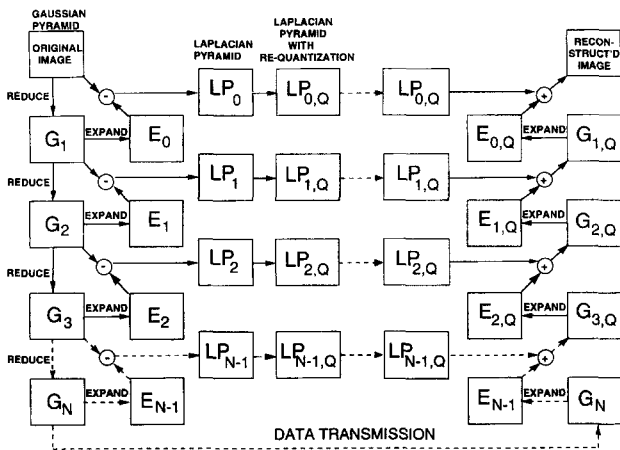 GAUSSIAN
PYRAMID
ORIGINAL
IMAGE
LAPLACIAN
PYRAMID
LAPLACIAN
PYRAMID
WITH
RE-QUANTIZATION
RECON-
STRUCT'D
IMAGE
- LP0 LP0,Q LP0,Q +
REDUCE
G1 EXPAND E0 E0,Q EXPAND G1,Q
- LP1 LP1,Q LP1,Q +
REDUCE
G2 EXPAND E1 E1,Q EXPAND G2,Q
- LP2 LP2,Q LP2,Q +
REDUCE
G3 EXPAND E2 E2,Q EXPAND G3,Q
- LPN-1 LPN-1,Q LPN-1,Q +
REDUCE
GN EXPAND EN-1 EN-1 EXPAND GN
DATA TRANSMISSION